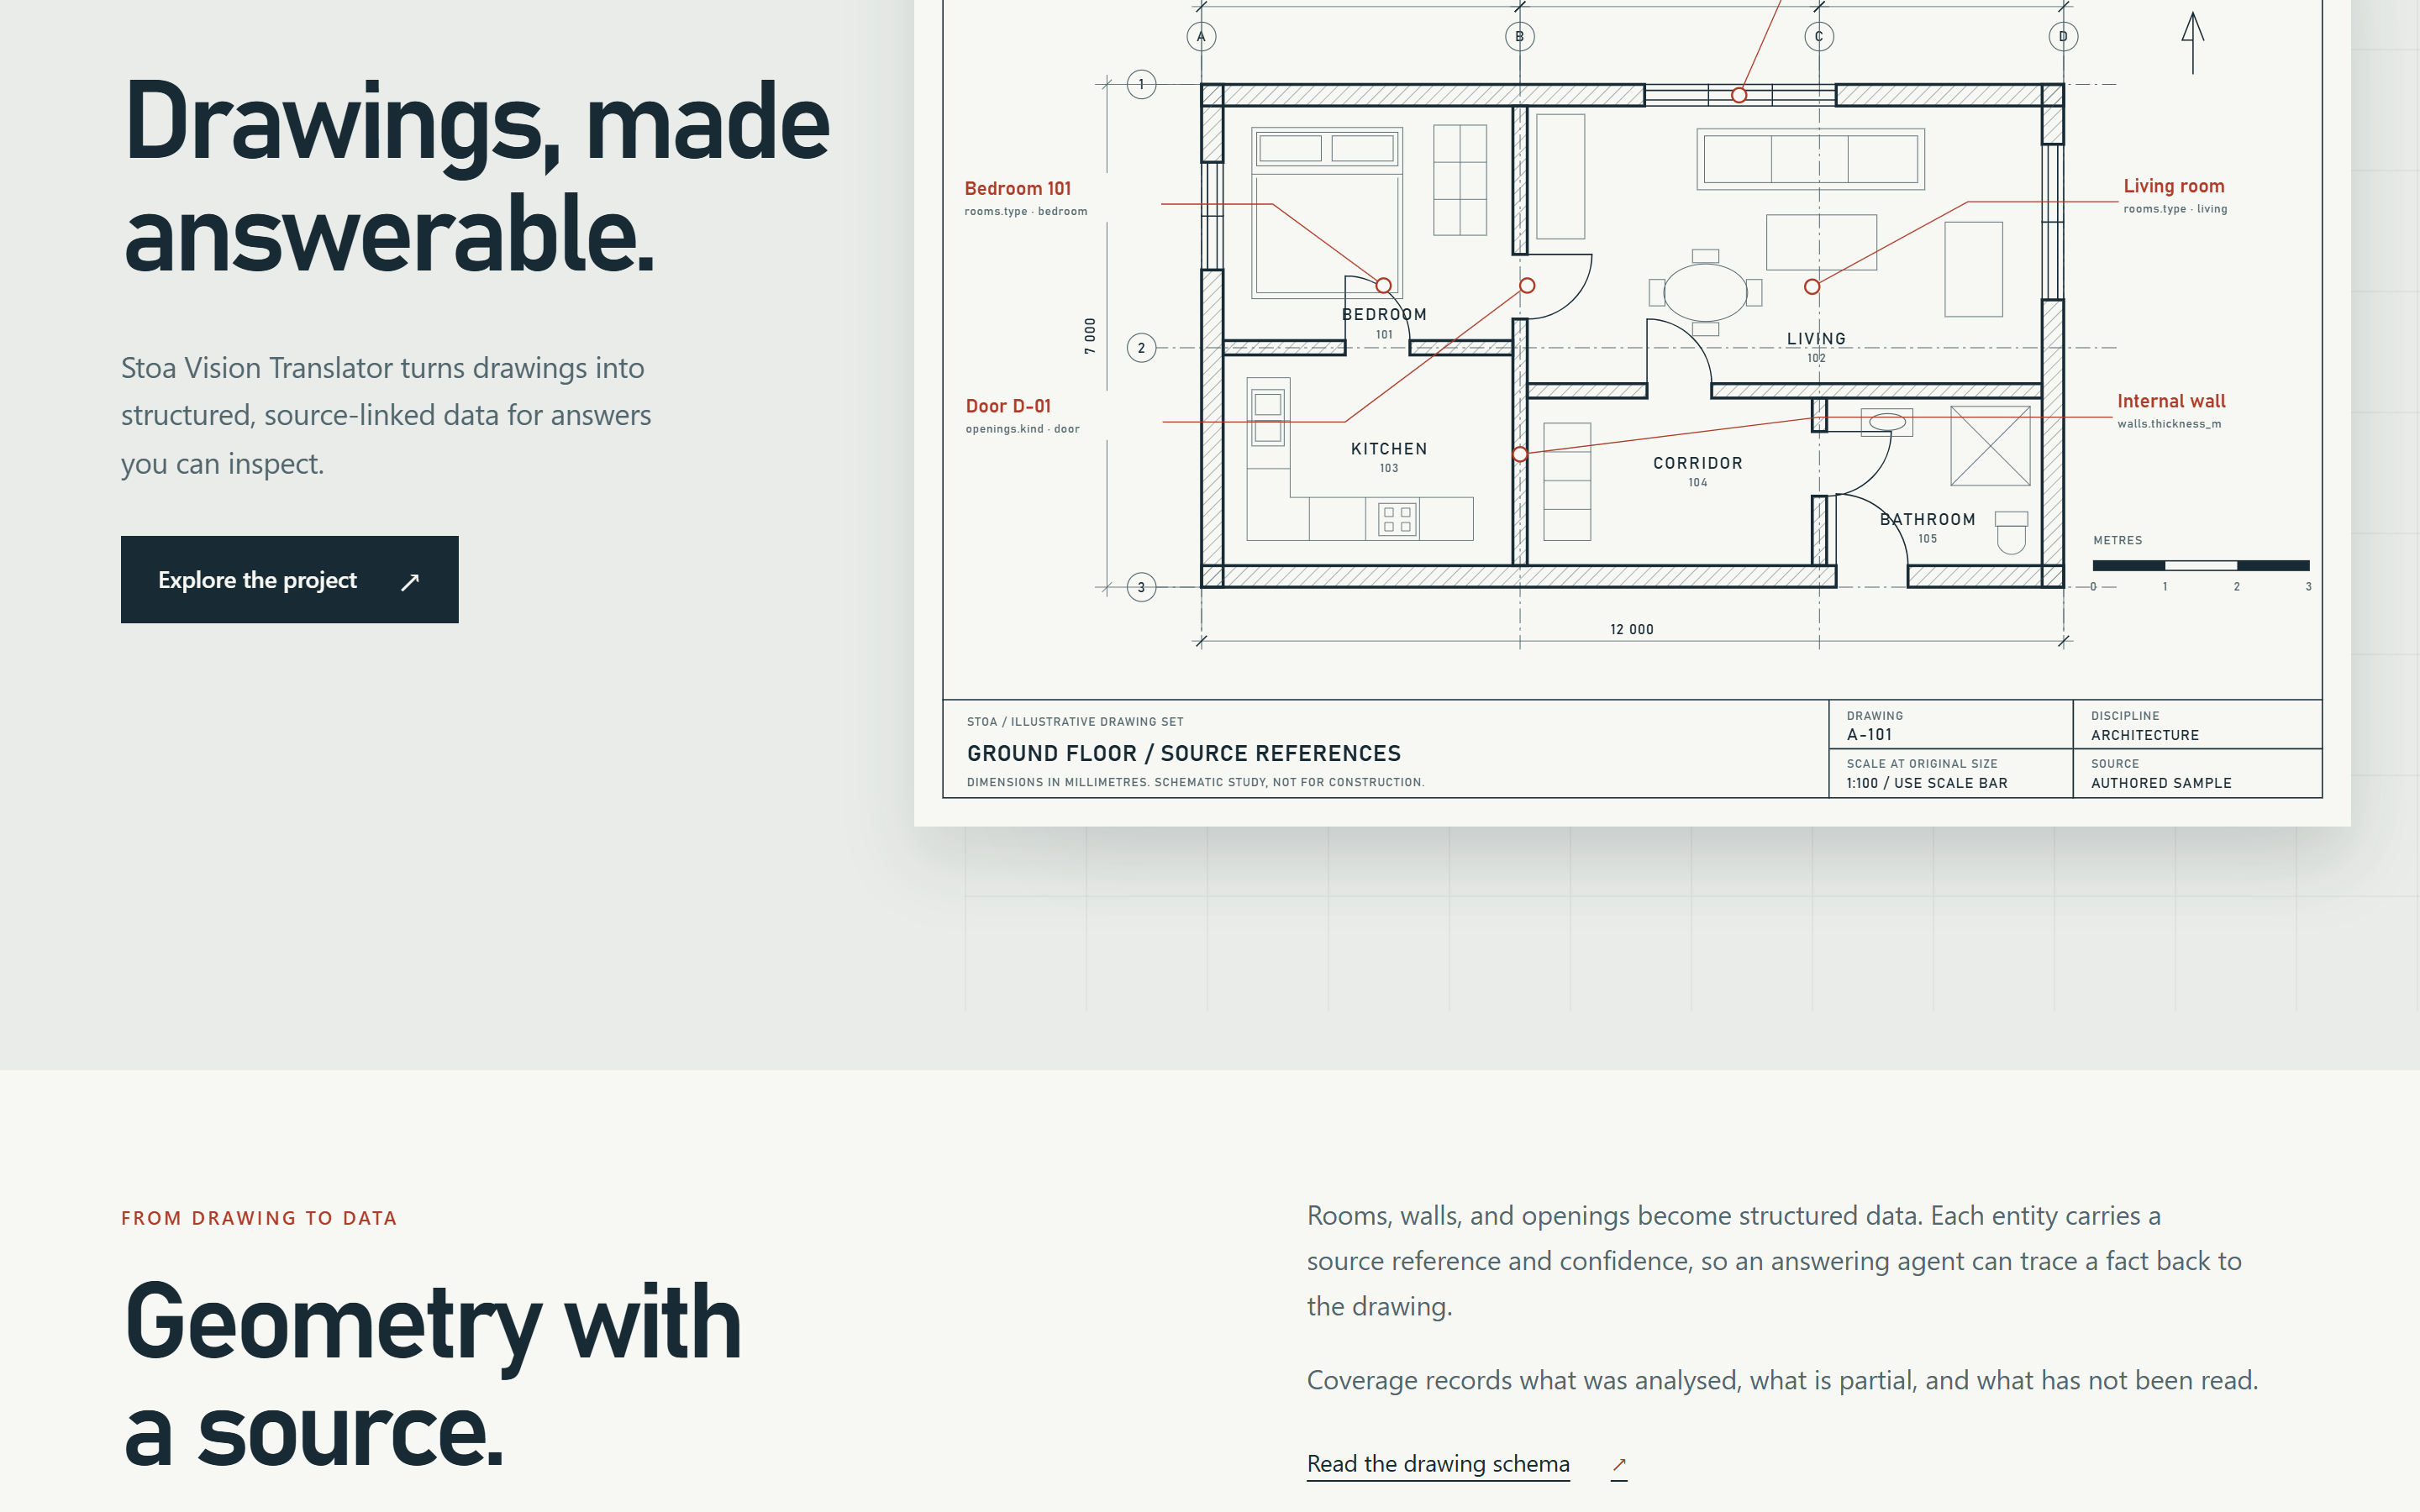 Drawings, made
answerable.
Stoa Vision Translator turns drawings into
structured, source-linked data for answers
you can inspect.
Explore the project ↗
A
B
C
D
1
2
3
7 000
12 000
Bedroom 101
rooms.type · bedroom
Door D-01
openings.kind · door
Living room
rooms.type · living
Internal wall
walls.thickness_m
BEDROOM
101
LIVING
102
KITCHEN
103
CORRIDOR
104
BATHROOM
105
METRES
0 1 2 3
STOA / ILLUSTRATIVE DRAWING SET
GROUND FLOOR / SOURCE REFERENCES
DIMENSIONS IN MILLIMETRES. SCHEMATIC STUDY, NOT FOR CONSTRUCTION.
DRAWING
A-101
DISCIPLINE
ARCHITECTURE
SCALE AT ORIGINAL SIZE
1:100 / USE SCALE BAR
SOURCE
AUTHORED SAMPLE
FROM DRAWING TO DATA
Geometry with
a source.
Rooms, walls, and openings become structured data. Each entity carries a
source reference and confidence, so an answering agent can trace a fact back to
the drawing.
Coverage records what was analysed, what is partial, and what has not been read.
Read the drawing schema ↗